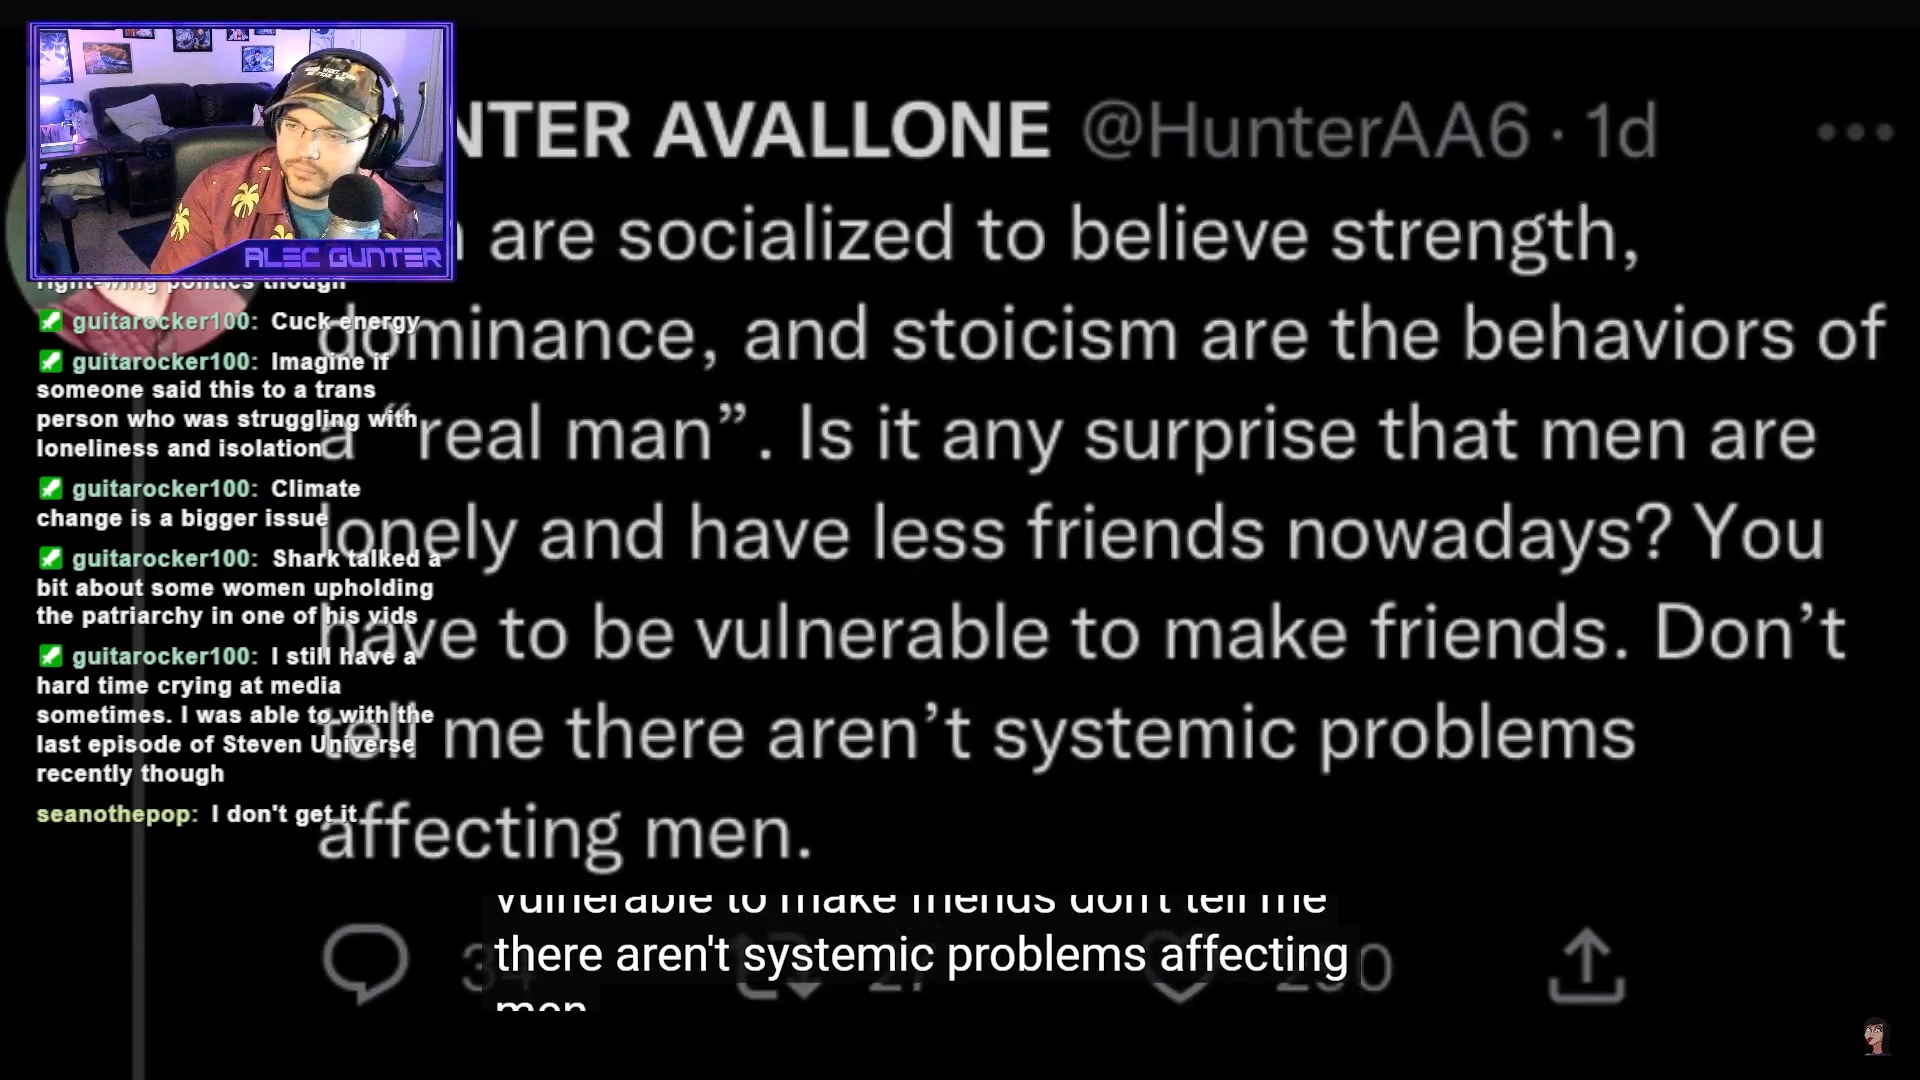 NTER AVALLONE @HunterAA6 · 1d
are socialized to believe strength,
dominance, and stoicism are the behaviors of
a “real man”. Is it any surprise that men are
lonely and have less friends nowadays? You
have to be vulnerable to make friends. Don’t
tell me there aren’t systemic problems
affecting men.
ALEC GUNTER
right-wing politics though
guitarocker100: Cuck energy
guitarocker100: Imagine if
someone said this to a trans
person who was struggling with
loneliness and isolation
guitarocker100: Climate
change is a bigger issue
guitarocker100: Shark talked a
bit about some women upholding
the patriarchy in one of his vids
guitarocker100: I still have a
hard time crying at media
sometimes. I was able to with the
last episode of Steven Universe
recently though
seanothepop: I don't get it
vulnerable to make friends don't tell me
there aren't systemic problems affecting
men